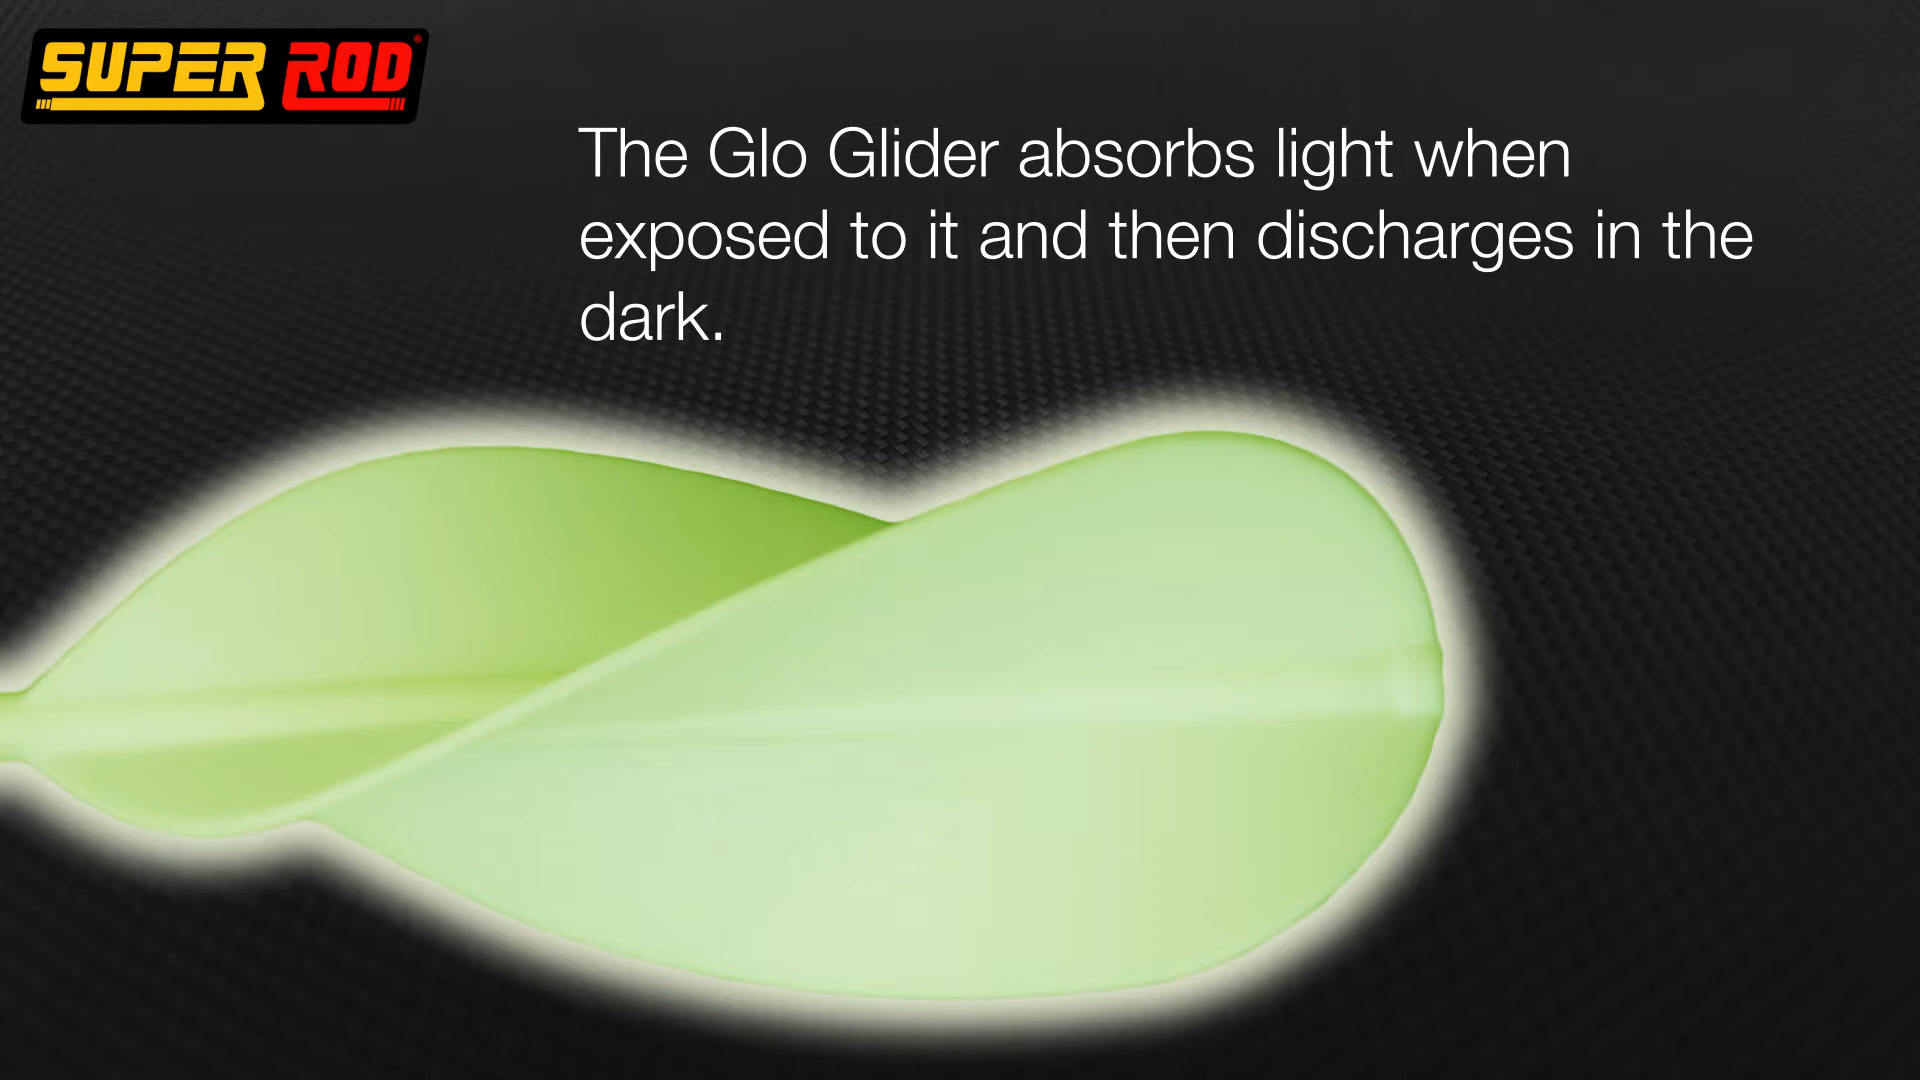 SUPER ROD®
The Glo Glider absorbs light when
exposed to it and then discharges in the
dark.